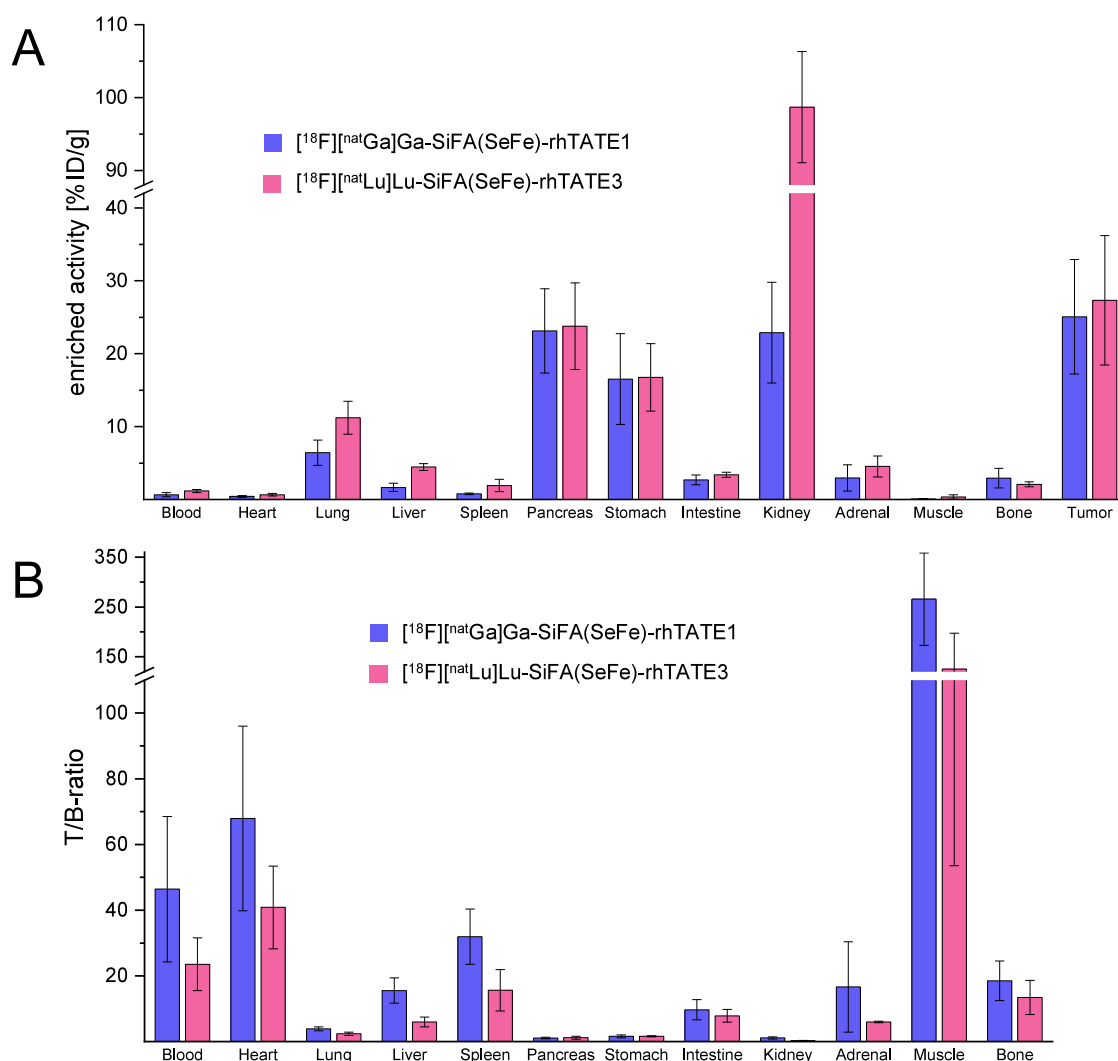 A
enriched activity [% ID/g]
110
100
90
40
30
20
10
[¹⁸F][ⁿᵃᵗGa]Ga-SiFA(SeFe)-rhTATE1
[¹⁸F][ⁿᵃᵗLu]Lu-SiFA(SeFe)-rhTATE3
Blood Heart Lung Liver Spleen Pancreas Stomach Intestine Kidney Adrenal Muscle Bone Tumor
B
T/B-ratio
350
250
150
100
80
60
40
20
[¹⁸F][ⁿᵃᵗGa]Ga-SiFA(SeFe)-rhTATE1
[¹⁸F][ⁿᵃᵗLu]Lu-SiFA(SeFe)-rhTATE3
Blood Heart Lung Liver Spleen Pancreas Stomach Intestine Kidney Adrenal Muscle Bone